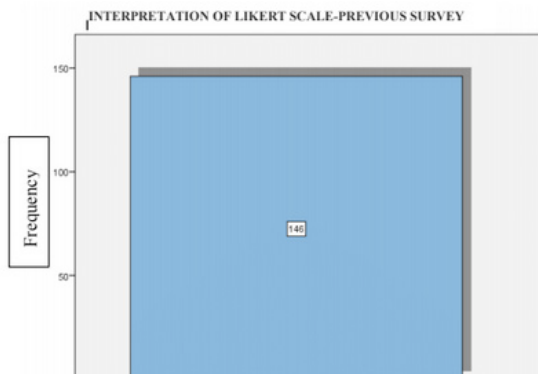 INTERPRETATION OF LIKERT SCALE-PREVIOUS SURVEY
150
100
50
Frequency
146